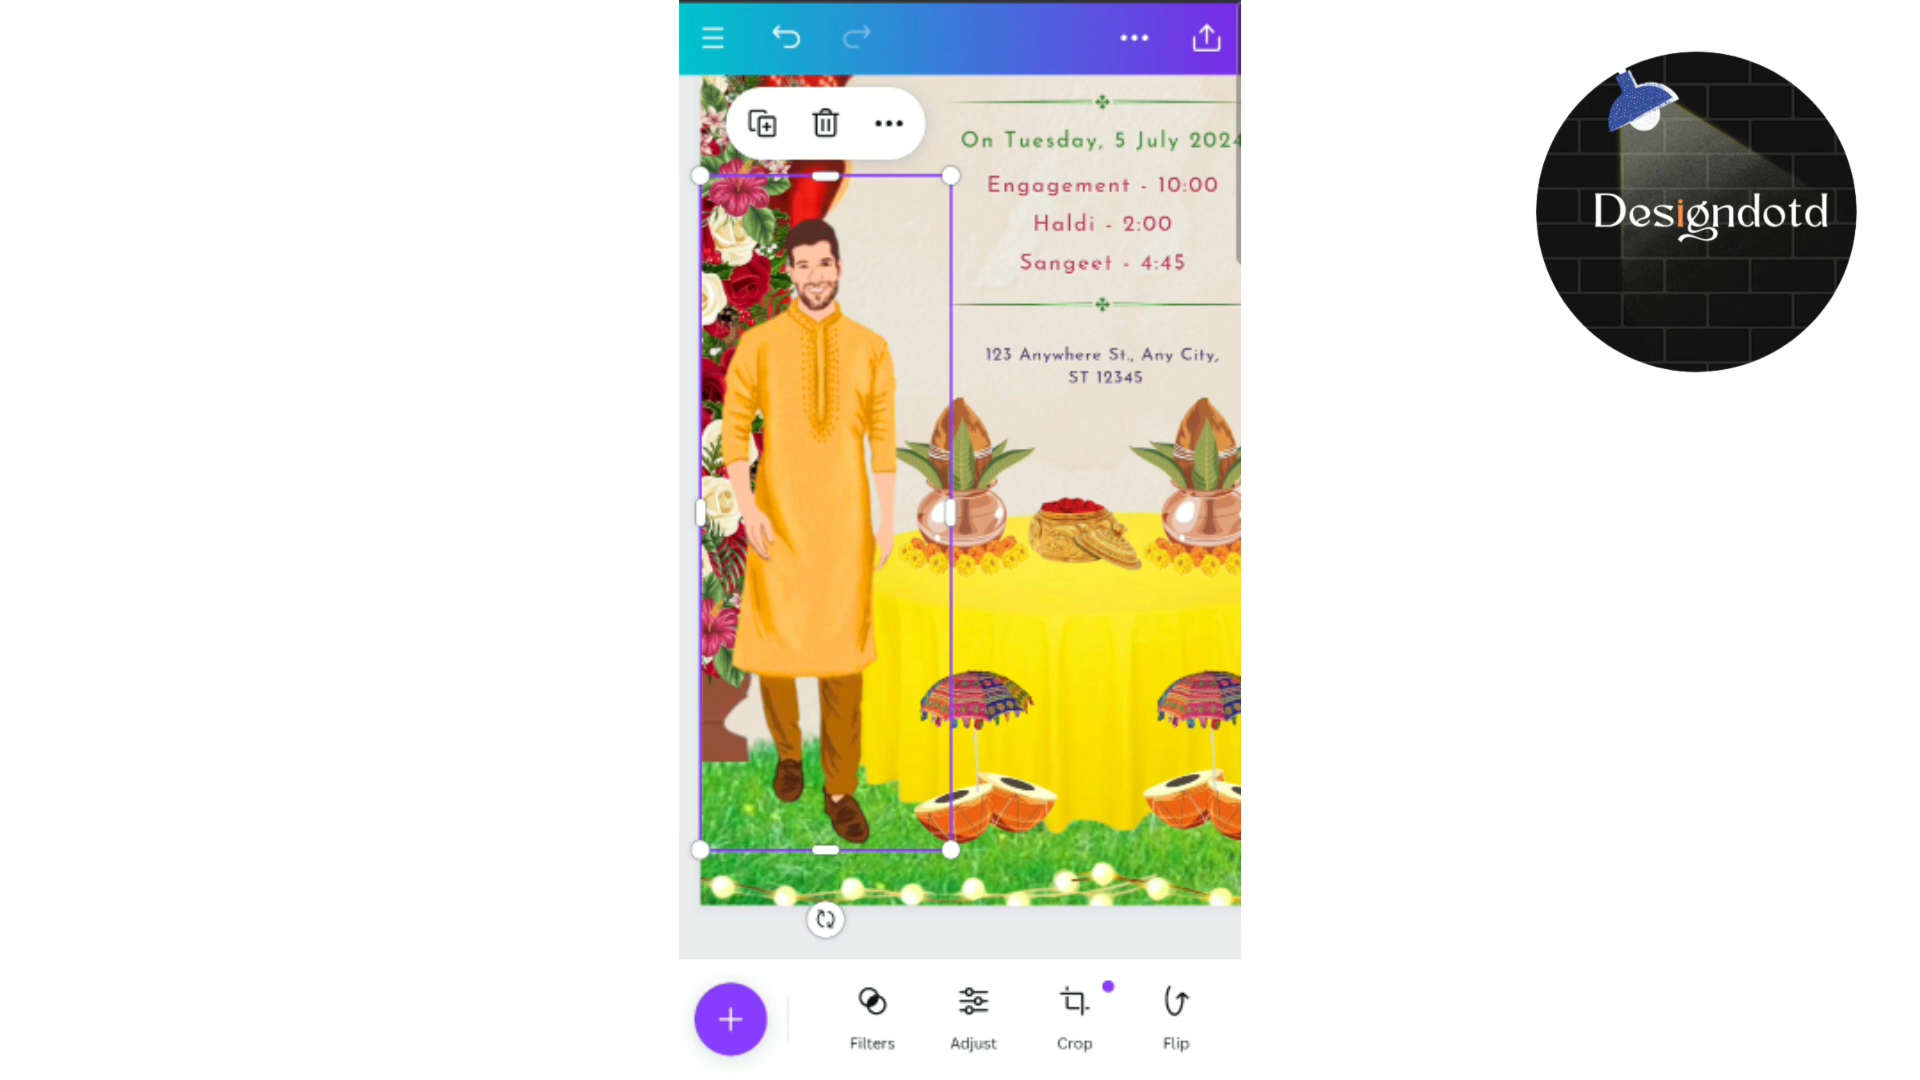 On Tuesday, 5 July 2024
Engagement - 10:00
Haldi - 2:00
Sangeet - 4:45
123 Anywhere St., Any City,
ST 12345
Designdotd
Filters
Adjust
Crop
Flip